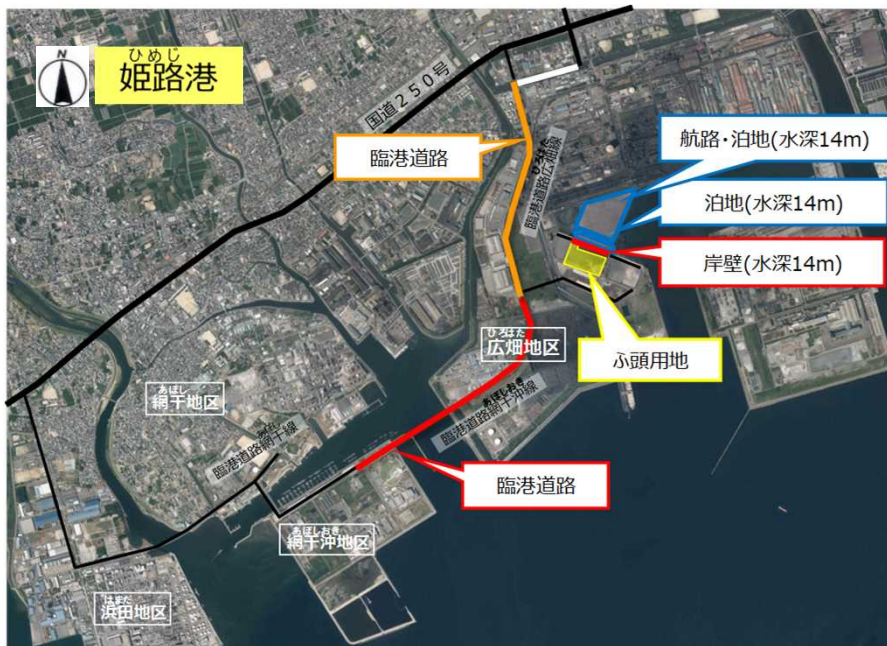 N
ひめじ
姫路港
国道250号
臨港道路
ひろはた
臨港道路広畑線
航路・泊地(水深14m)
泊地(水深14m)
岸壁(水深14m)
ふ頭用地
ひろはた
広畑地区
あぼしおき
臨港道路網干沖線
あぼし
網干地区
あぼし
臨港道路網干線
臨港道路
あぼしおき
網干沖地区
はまだ
浜田地区